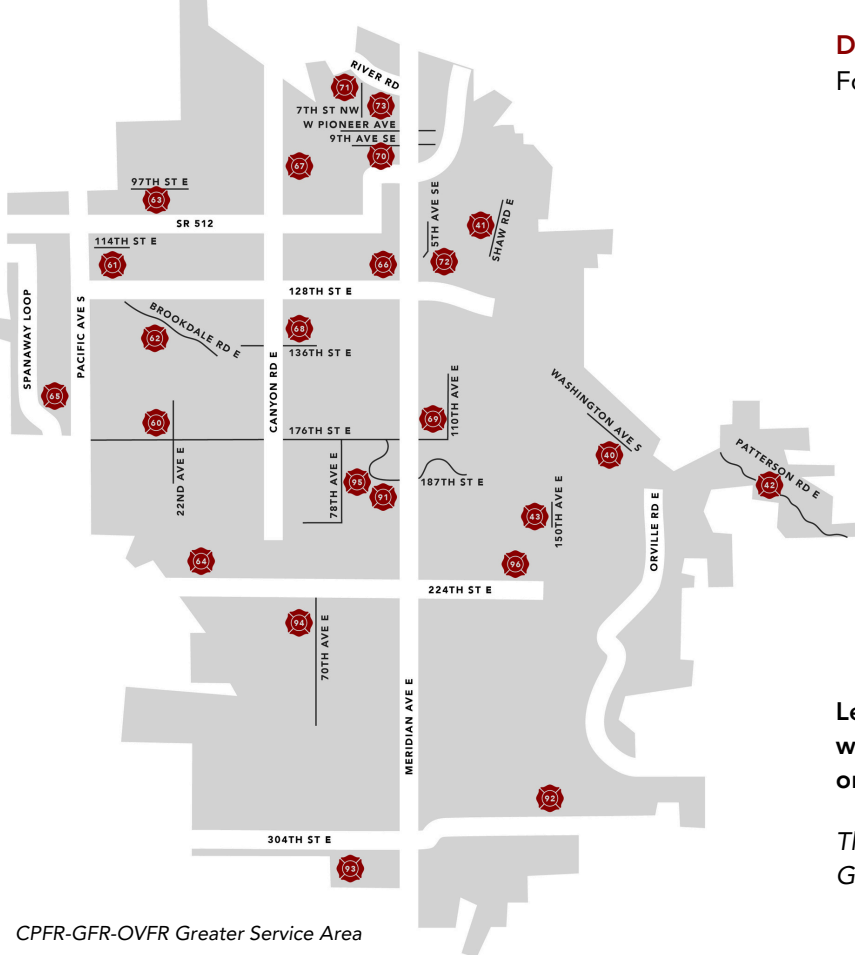 D
Fo
RIVER RD
71
73
7TH ST NW
W PIONEER AVE
9TH AVE SE
70
67
97TH ST E
63
5TH AVE SE
SHAW RD E
41
SR 512
114TH ST E
61
66
72
128TH ST E
SPANAWAY LOOP
PACIFIC AVE S
BROOKDALE RD E
62
68
136TH ST E
CANYON RD E
65
60
176TH ST E
69
110TH AVE E
WASHINGTON AVE S
40
PATTERSON RD E
42
22ND AVE E
78TH AVE E
95
91
187TH ST E
43
150TH AVE E
ORVILLE RD E
64
96
224TH ST E
94
70TH AVE E
MERIDIAN AVE E
Le
w
or
92
304TH ST E
93
Th
G
CPFR-GFR-OVFR Greater Service Area